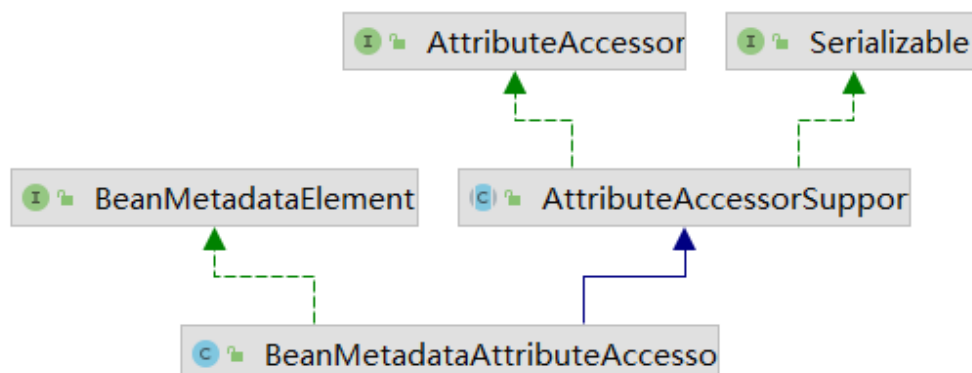 I AttributeAccessor
I Serializable
I BeanMetadataElement
C AttributeAccessorSuppor
C BeanMetadataAttributeAccesso